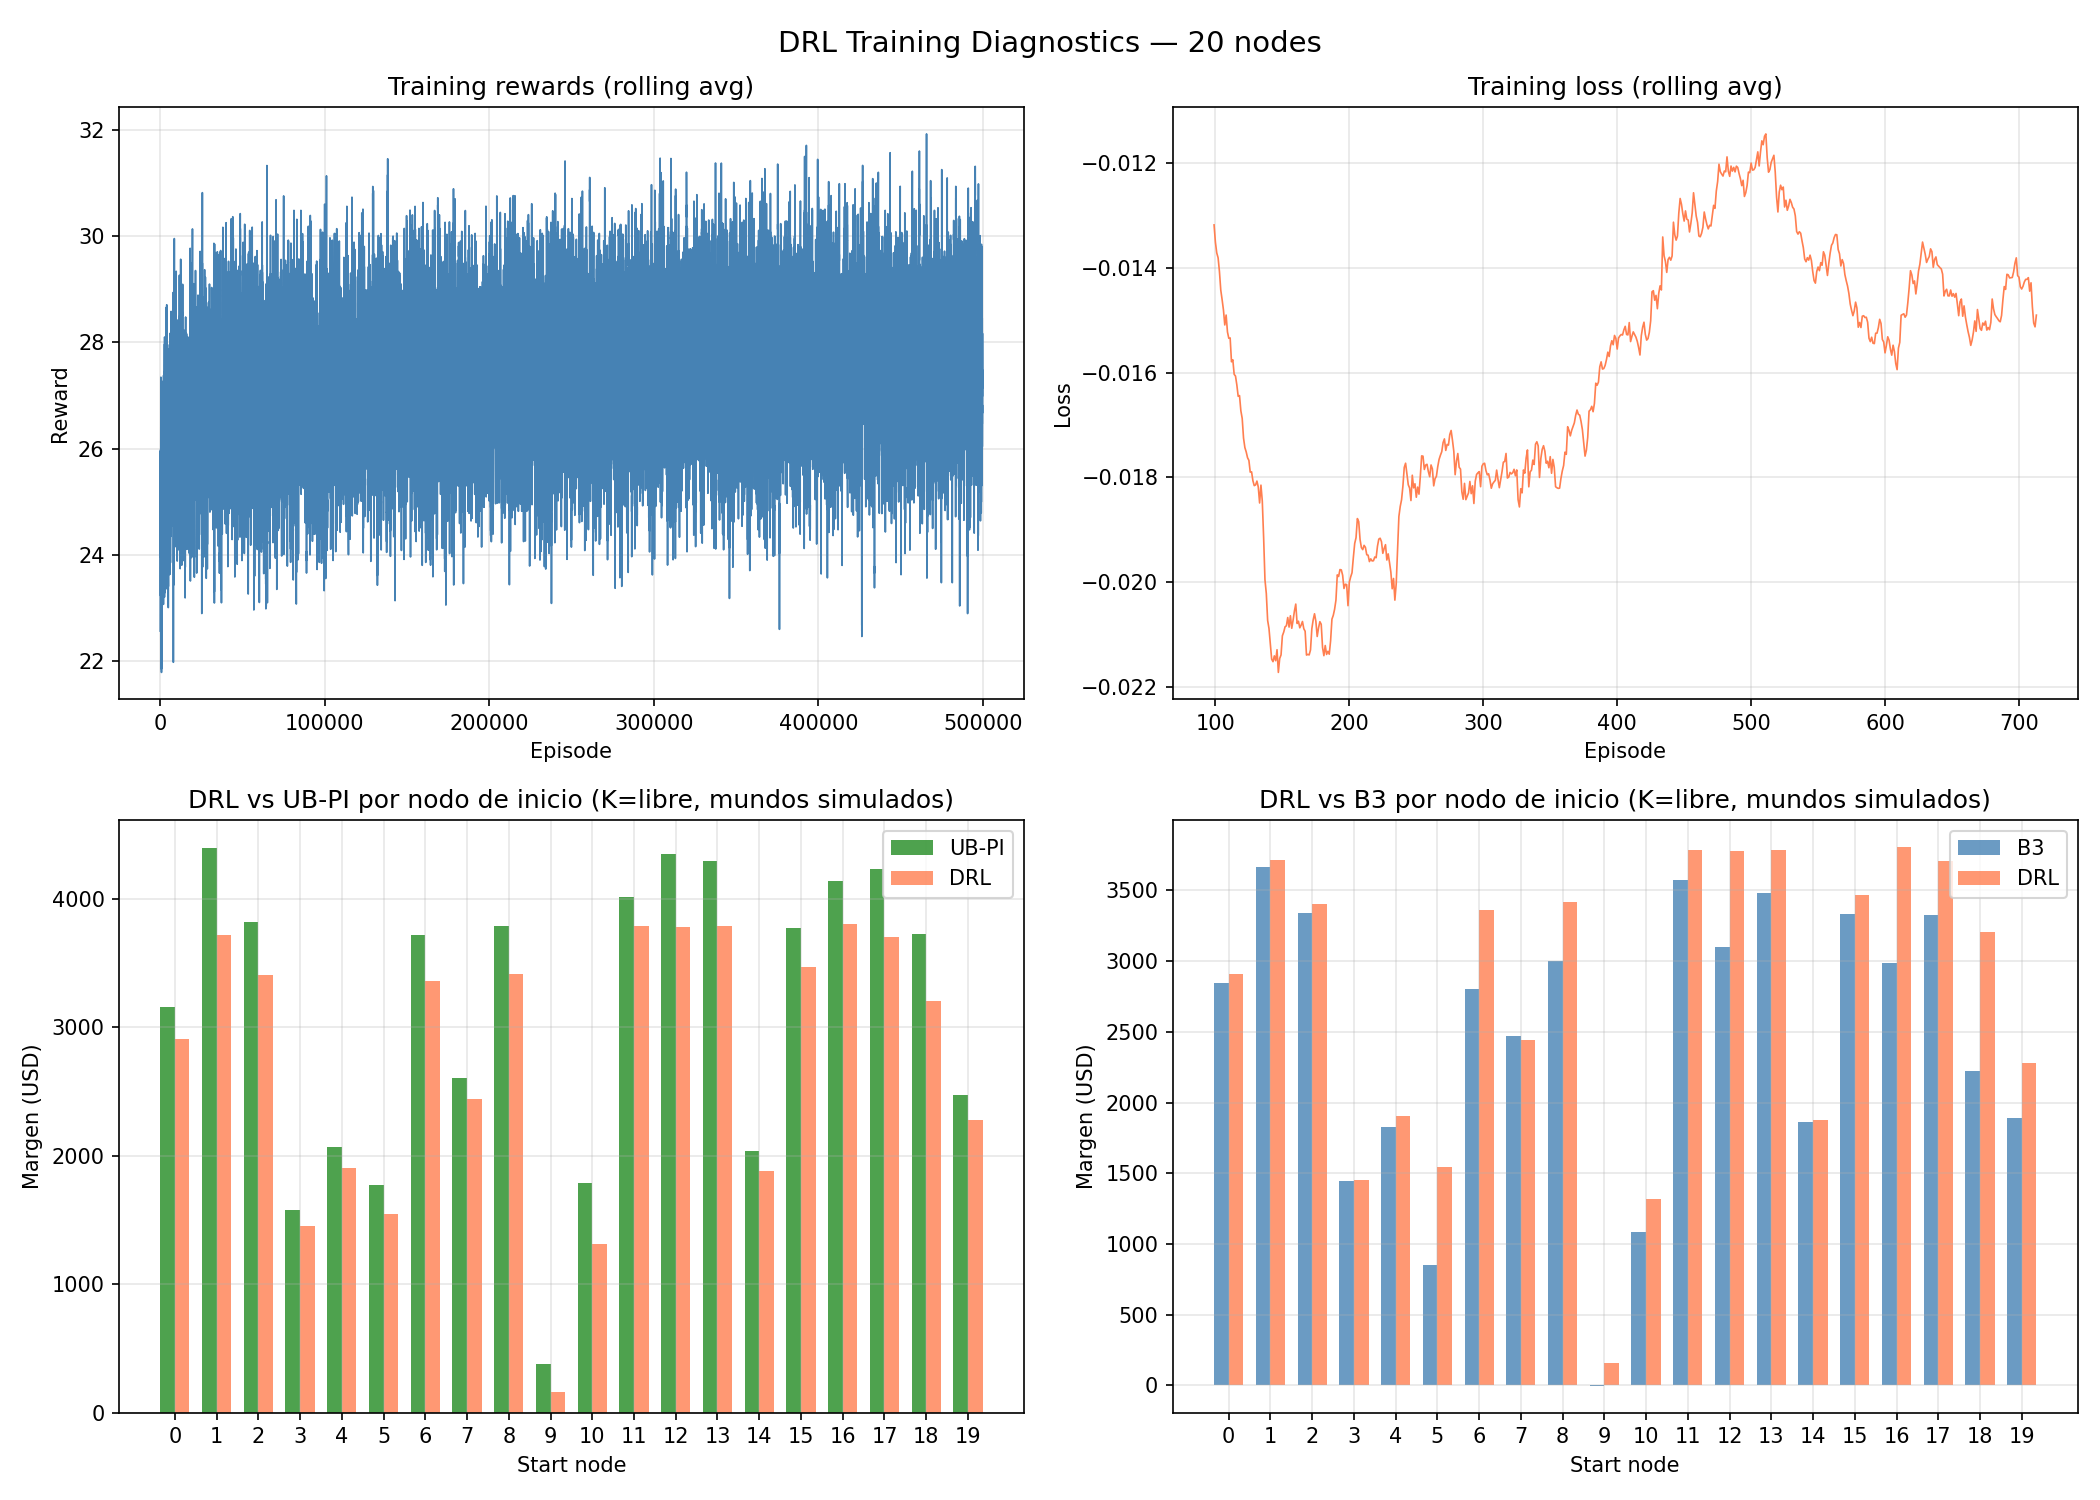 DRL Training Diagnostics — 20 nodes
Training rewards (rolling avg)
32
30
28
26
24
22
Reward
0 100000 200000 300000 400000 500000
Episode
Training loss (rolling avg)
−0.012
−0.014
−0.016
−0.018
−0.020
−0.022
Loss
100 200 300 400 500 600 700
Episode
DRL vs UB-PI por nodo de inicio (K=libre, mundos simulados)
UB-PI
DRL
4000
3000
2000
1000
0
Margen (USD)
0 1 2 3 4 5 6 7 8 9 10 11 12 13 14 15 16 17 18 19
Start node
DRL vs B3 por nodo de inicio (K=libre, mundos simulados)
B3
DRL
3500
3000
2500
2000
1500
1000
500
0
Margen (USD)
0 1 2 3 4 5 6 7 8 9 10 11 12 13 14 15 16 17 18 19
Start node